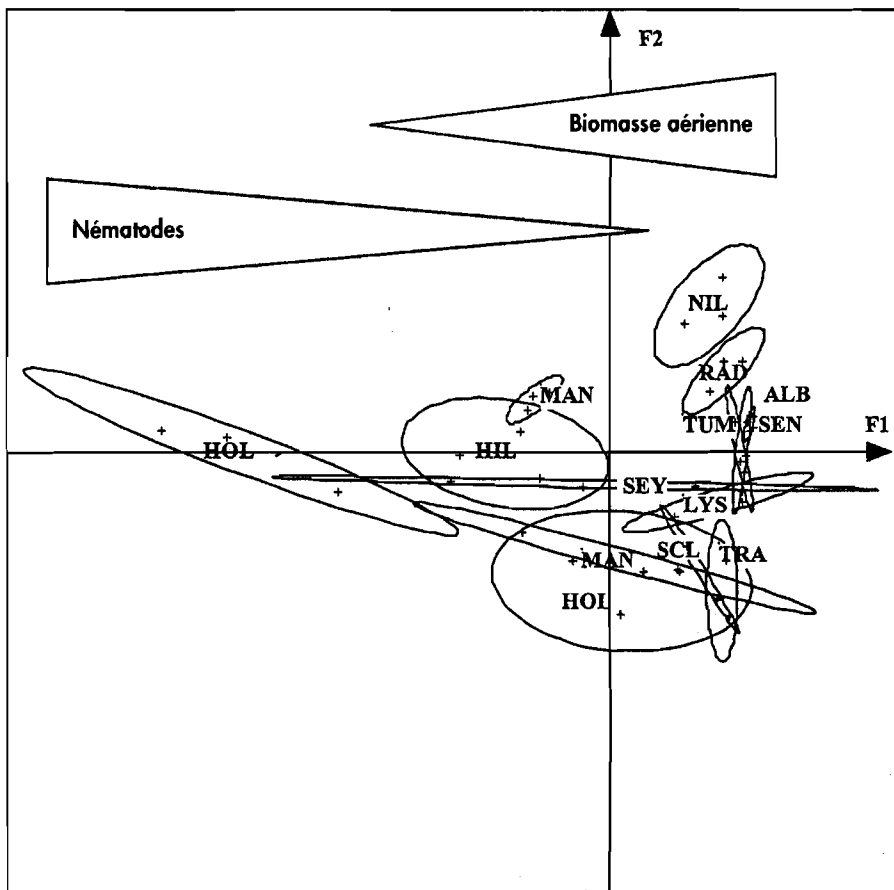 F2
Biomasse aérienne
Nématodes
NIL
RAD
MAN
ALB
TUM SEN
F1
HOL
HIL
SEY
LYS
SCL TRA
MAN
HOL